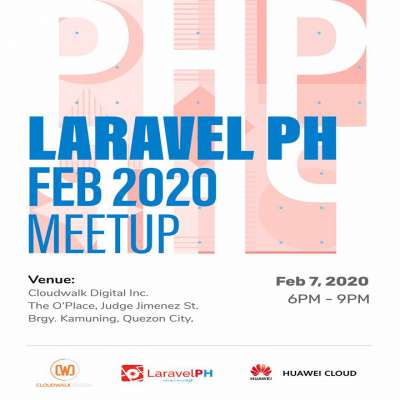 PHP
LARAVEL PH
FEB 2020
MEETUP
Venue:
Cloudwalk Digital Inc.
The O'Place, Judge Jimenez St.
Brgy. Kamuning, Quezon City.
Feb 7, 2020
6PM – 9PM
LaravelPH
HUAWEI
HUAWEI CLOUD
CLOUDWALK